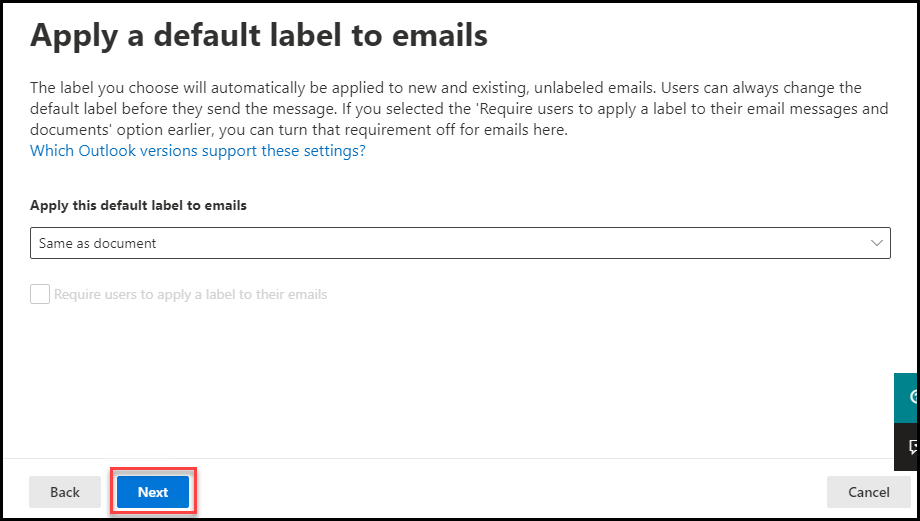 Apply a default label to emails
The label you choose will automatically be applied to new and existing, unlabeled emails. Users can always change the
default label before they send the message. If you selected the 'Require users to apply a label to their email messages and
documents' option earlier, you can turn that requirement off for emails here.
Which Outlook versions support these settings?
Apply this default label to emails
Same as document
Require users to apply a label to their emails
Back
Next
Cancel